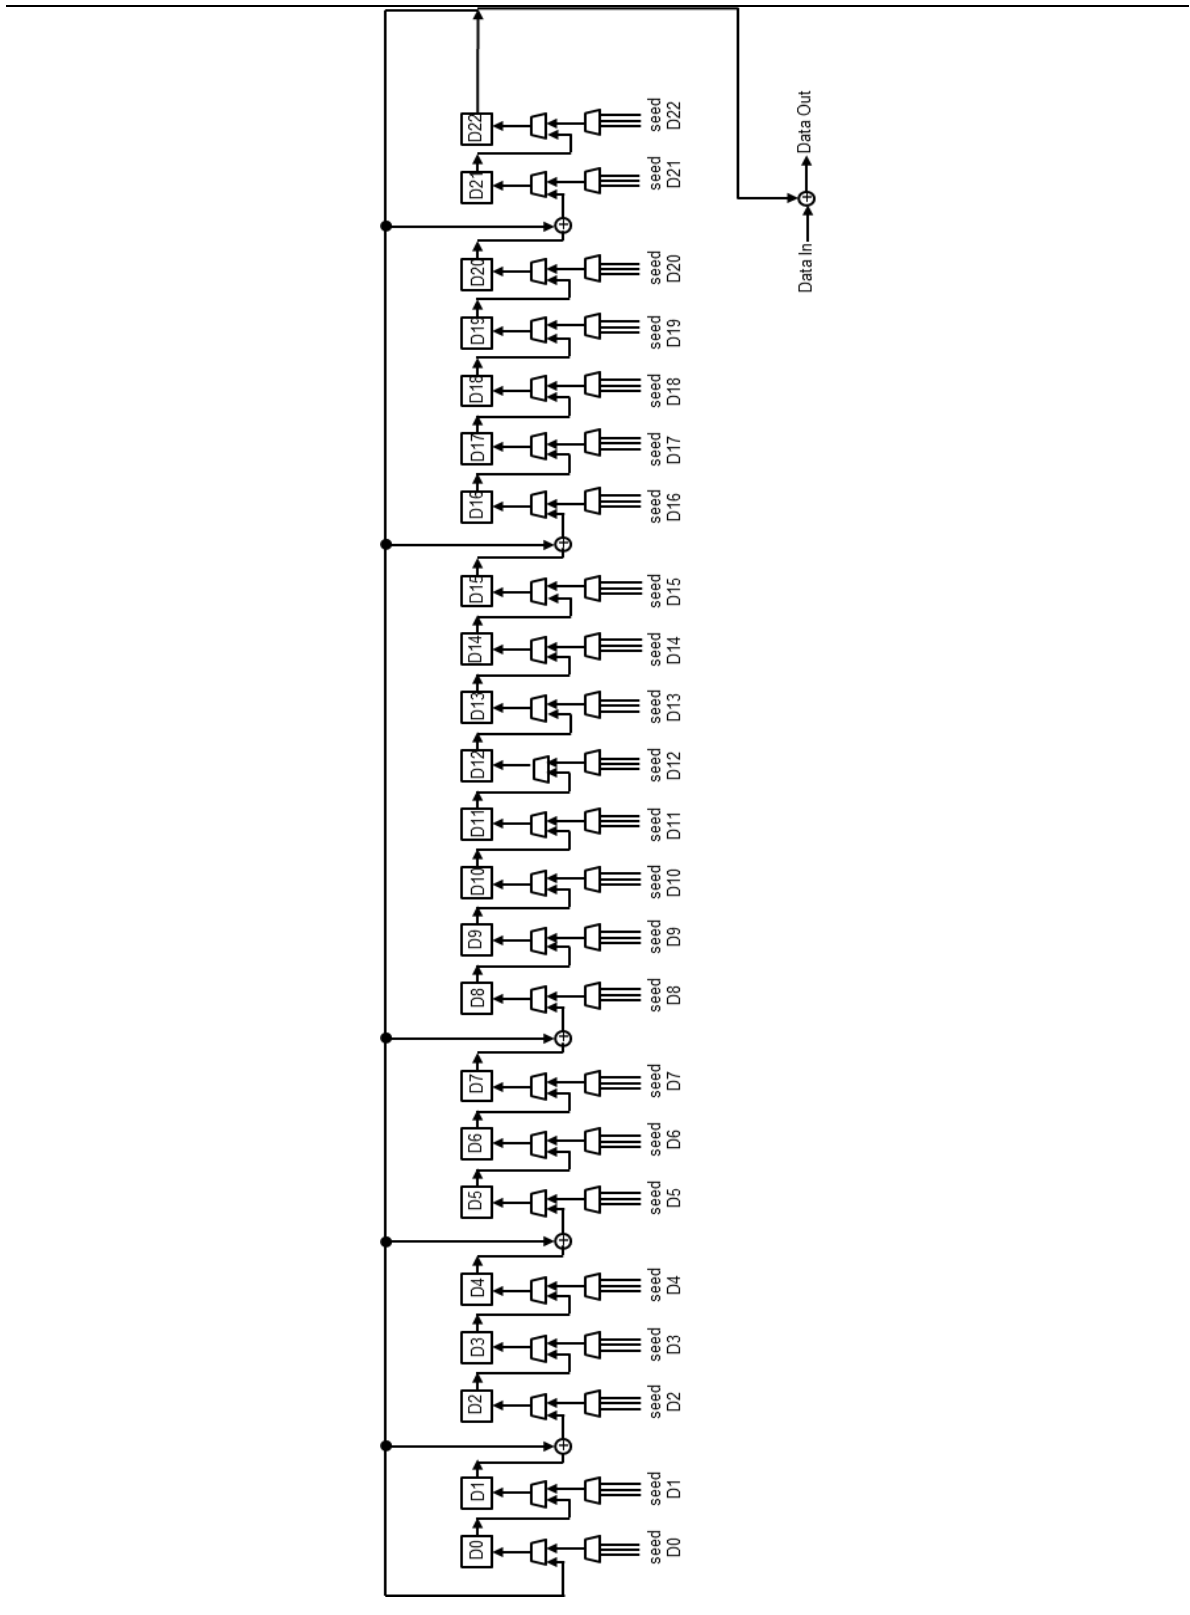 D22
seed
D22
D21
seed
D21
D20
seed
D20
D19
seed
D19
D18
seed
D18
D17
seed
D17
D16
seed
D16
D15
seed
D15
D14
seed
D14
D13
seed
D13
D12
seed
D12
D11
seed
D11
D10
seed
D10
D9
seed
D9
D8
seed
D8
D7
seed
D7
D6
seed
D6
D5
seed
D5
D4
seed
D4
D3
seed
D3
D2
seed
D2
D1
seed
D1
D0
seed
D0
Data Out
Data In